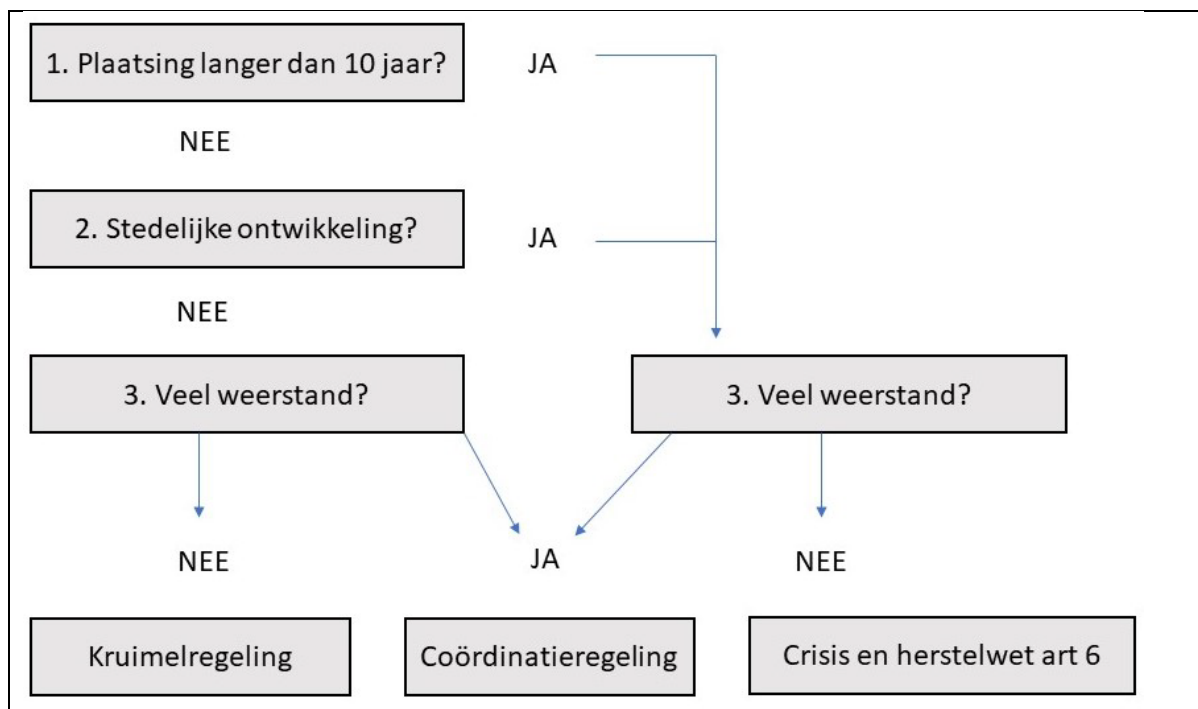 1. Plaatsing langer dan 10 jaar?
JA
NEE
2. Stedelijke ontwikkeling?
JA
NEE
3. Veel weerstand?
3. Veel weerstand?
NEE
JA
NEE
Kruimelregeling
Coördinatieregeling
Crisis en herstelwet art 6